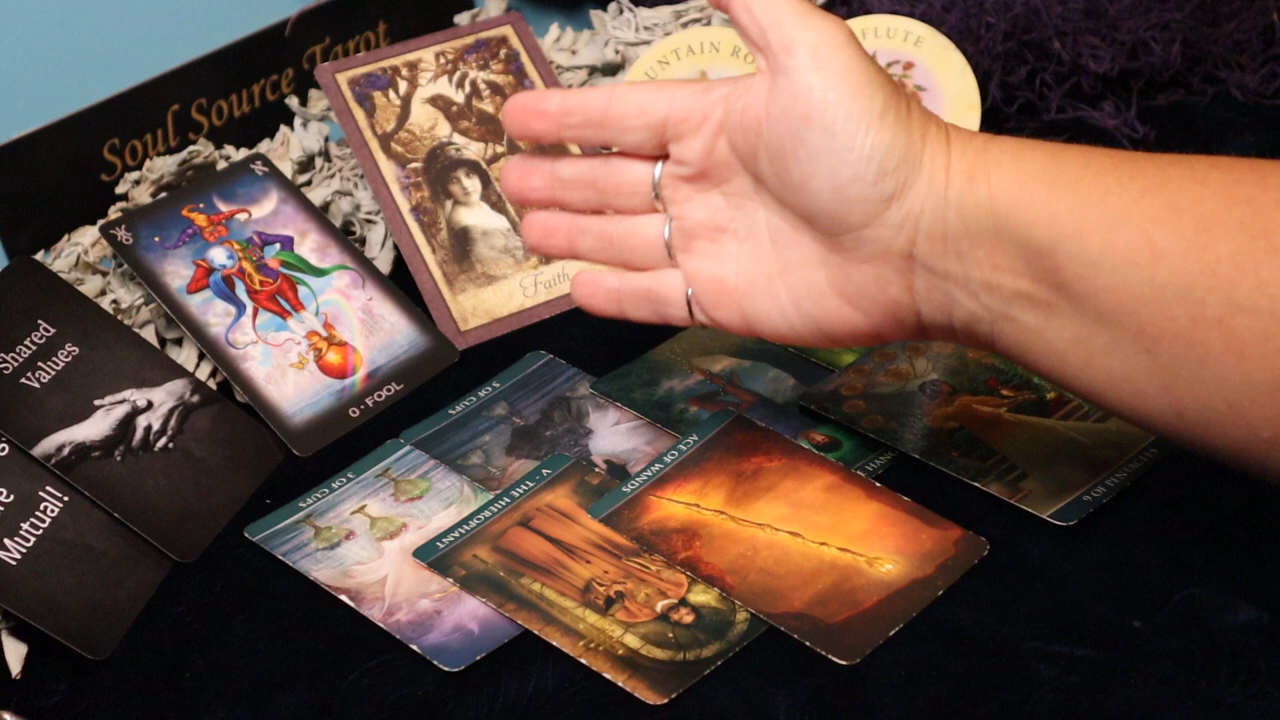 Soul Source Tarot
UNTAIN RO
FLUTE
Faith
0 · FOOL
Shared
Values
Mutual!
3 OF CUPS
5 OF CUPS
V - THE HIEROPHANT
ACE OF WANDS
9 OF PENTACLES